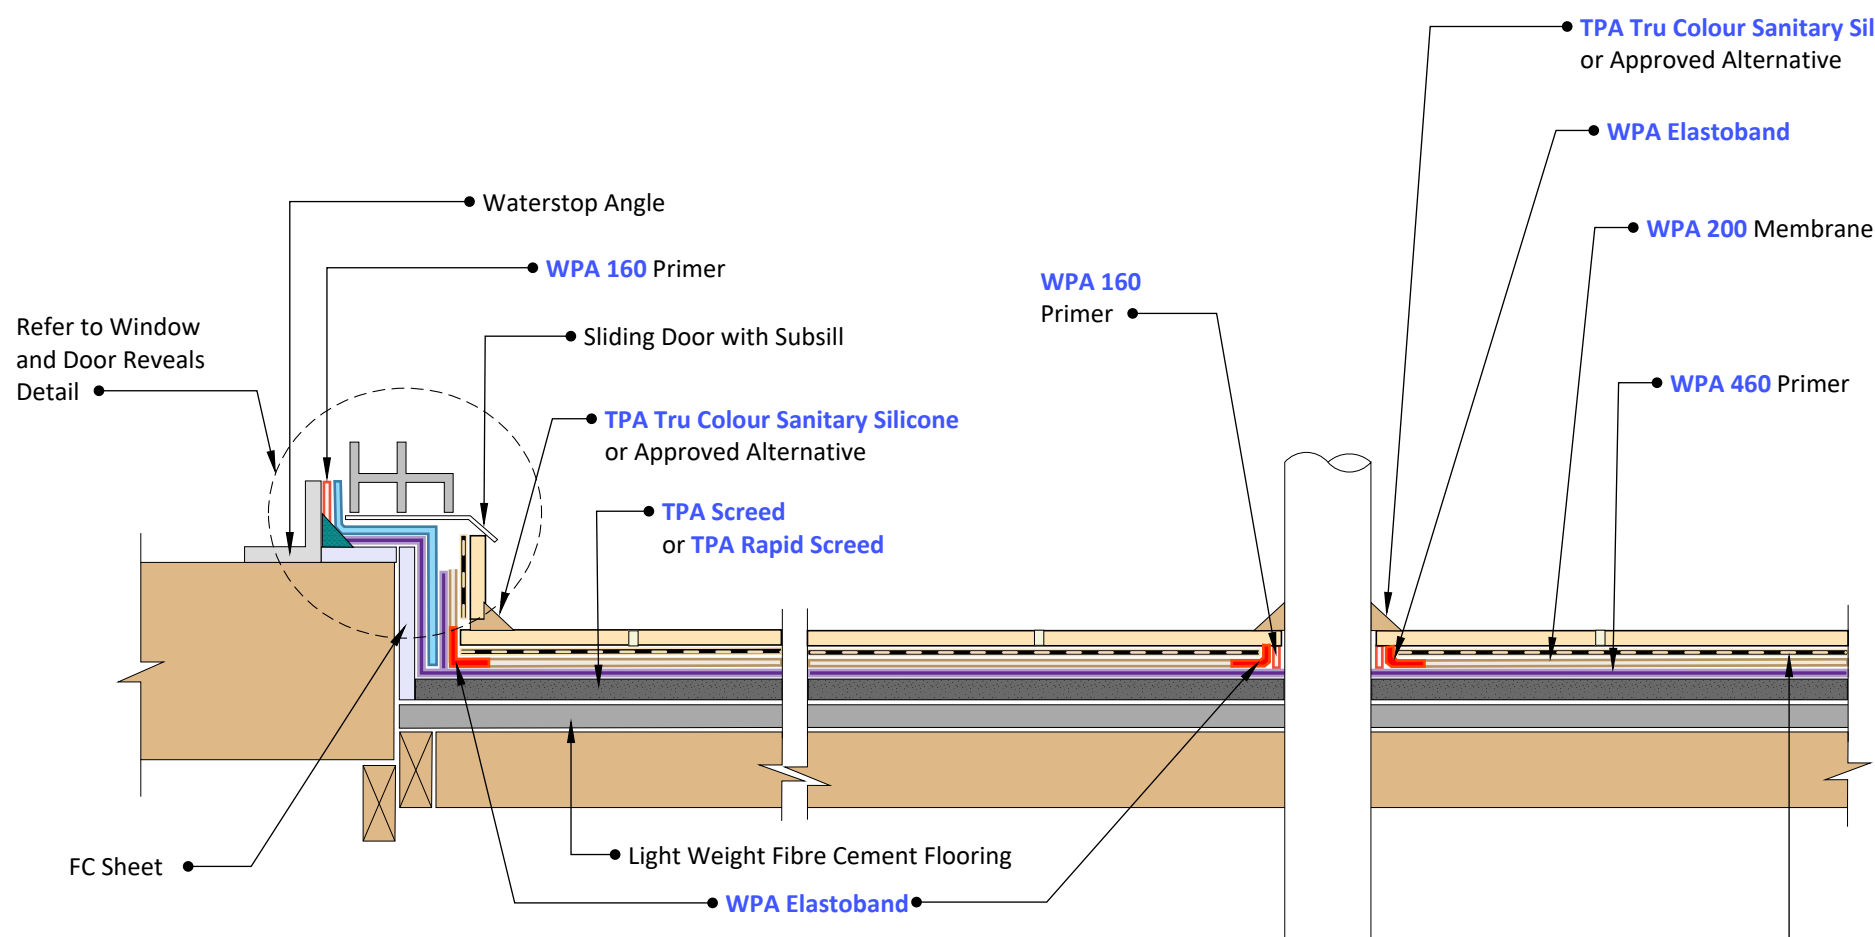 TPA Tru Colour Sanitary Sil
or Approved Alternative
WPA Elastoband
Waterstop Angle
WPA 200 Membrane
WPA 160 Primer
WPA 160
Primer
Refer to Window
and Door Reveals
Detail
Sliding Door with Subsill
WPA 460 Primer
TPA Tru Colour Sanitary Silicone
or Approved Alternative
TPA Screed
or TPA Rapid Screed
FC Sheet
Light Weight Fibre Cement Flooring
WPA Elastoband